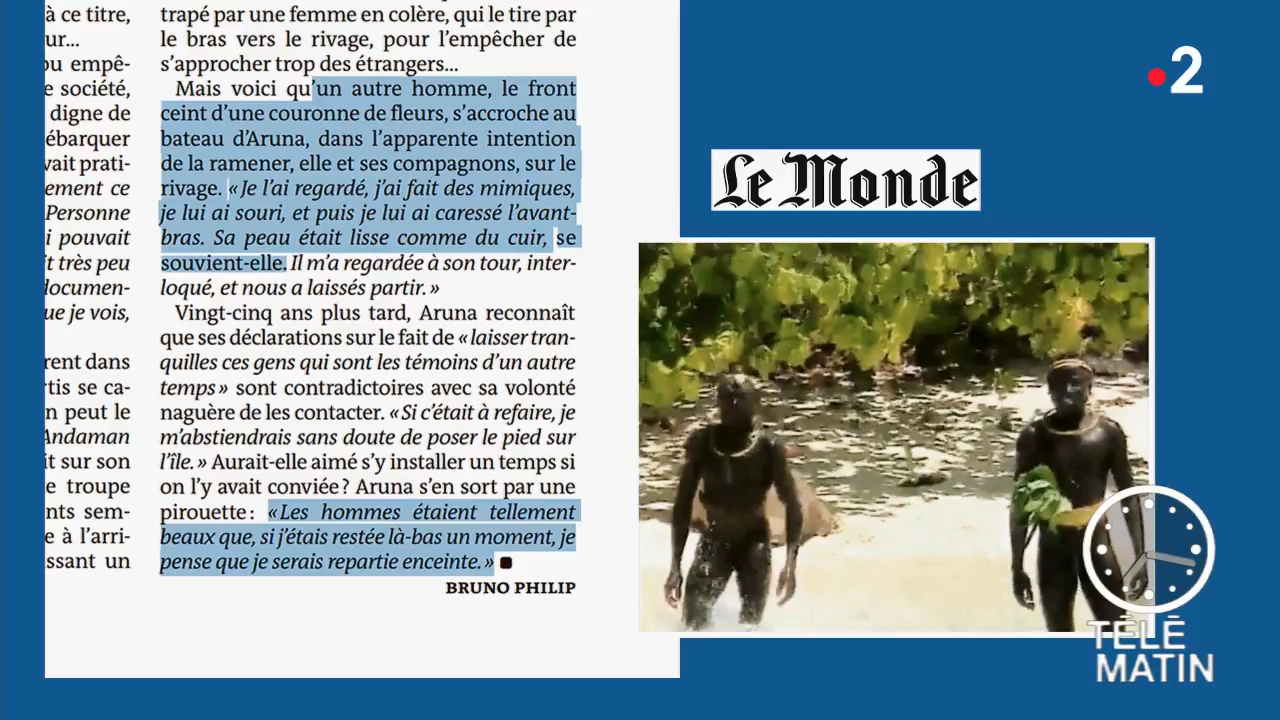 à ce titre,
ur...
ou empê-
e société,
digne de
ébarquer
vait prati-
ement ce
Personne
i pouvait
it très peu
documen-
ue je vois,
rent dans
rtis se ca-
n peut le
Andaman
it sur son
te troupe
nts sem-
e à l’arri-
issant un
trapé par une femme en colère, qui le tire par
le bras vers le rivage, pour l’empêcher de
s’approcher trop des étrangers...
Mais voici qu’un autre homme, le front
ceint d’une couronne de fleurs, s’accroche au
bateau d’Aruna, dans l’apparente intention
de la ramener, elle et ses compagnons, sur le
rivage. «Je l’ai regardé, j’ai fait des mimiques,
je lui ai souri, et puis je lui ai caressé l’avant-
bras. Sa peau était lisse comme du cuir, se
souvient-elle. Il m’a regardée à son tour, inter-
loqué, et nous a laissés partir.»
Vingt-cinq ans plus tard, Aruna reconnaît
que ses déclarations sur le fait de «laisser tran-
quilles ces gens qui sont les témoins d’un autre
temps» sont contradictoires avec sa volonté
naguère de les contacter. «Si c’était à refaire, je
m’abstiendrais sans doute de poser le pied sur
l’île.» Aurait-elle aimé s’y installer un temps si
on l’y avait conviée? Aruna s’en sort par une
pirouette: «Les hommes étaient tellement
beaux que, si j’étais restée là-bas un moment, je
pense que je serais repartie enceinte.»
BRUNO PHILIP
2
Le Monde
TÉLÉ
MATIN